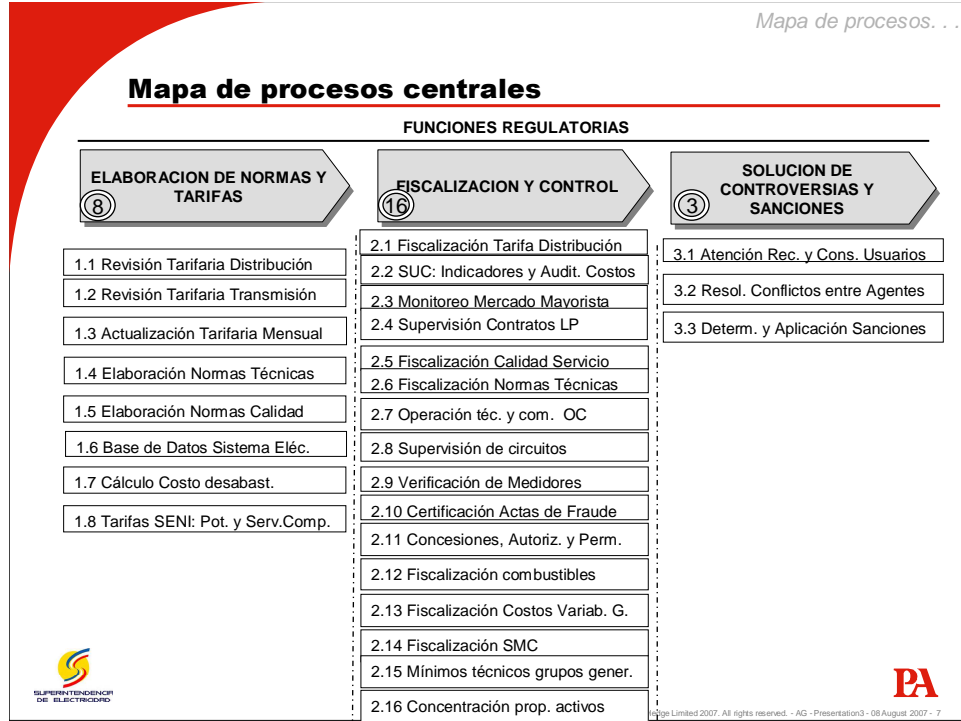 Mapa de procesos. . .
Mapa de procesos centrales
FUNCIONES REGULATORIAS
ELABORACION DE NORMAS Y
TARIFAS
8
1.1 Revisión Tarifaria Distribución
1.2 Revisión Tarifaria Transmisión
1.3 Actualización Tarifaria Mensual
1.4 Elaboración Normas Técnicas
1.5 Elaboración Normas Calidad
1.6 Base de Datos Sistema Eléc.
1.7 Cálculo Costo desabast.
1.8 Tarifas SENI: Pot. y Serv.Comp.
FISCALIZACION Y CONTROL
16
2.1 Fiscalización Tarifa Distribución
2.2 SUC: Indicadores y Audit. Costos
2.3 Monitoreo Mercado Mayorista
2.4 Supervisión Contratos LP
2.5 Fiscalización Calidad Servicio
2.6 Fiscalización Normas Técnicas
2.7 Operación téc. y com. OC
2.8 Supervisión de circuitos
2.9 Verificación de Medidores
2.10 Certificación Actas de Fraude
2.11 Concesiones, Autoriz. y Perm.
2.12 Fiscalización combustibles
2.13 Fiscalización Costos Variab. G.
2.14 Fiscalización SMC
2.15 Mínimos técnicos grupos gener.
2.16 Concentración prop. activos
SOLUCION DE
CONTROVERSIAS Y
SANCIONES
3
3.1 Atención Rec. y Cons. Usuarios
3.2 Resol. Conflictos entre Agentes
3.3 Determ. y Aplicación Sanciones
SUPERINTENDENCIA
DE ELECTRICIDAD
PA
Limited 2007. All rights reserved. - AG - Presentation3 - 08 August 2007 - 7